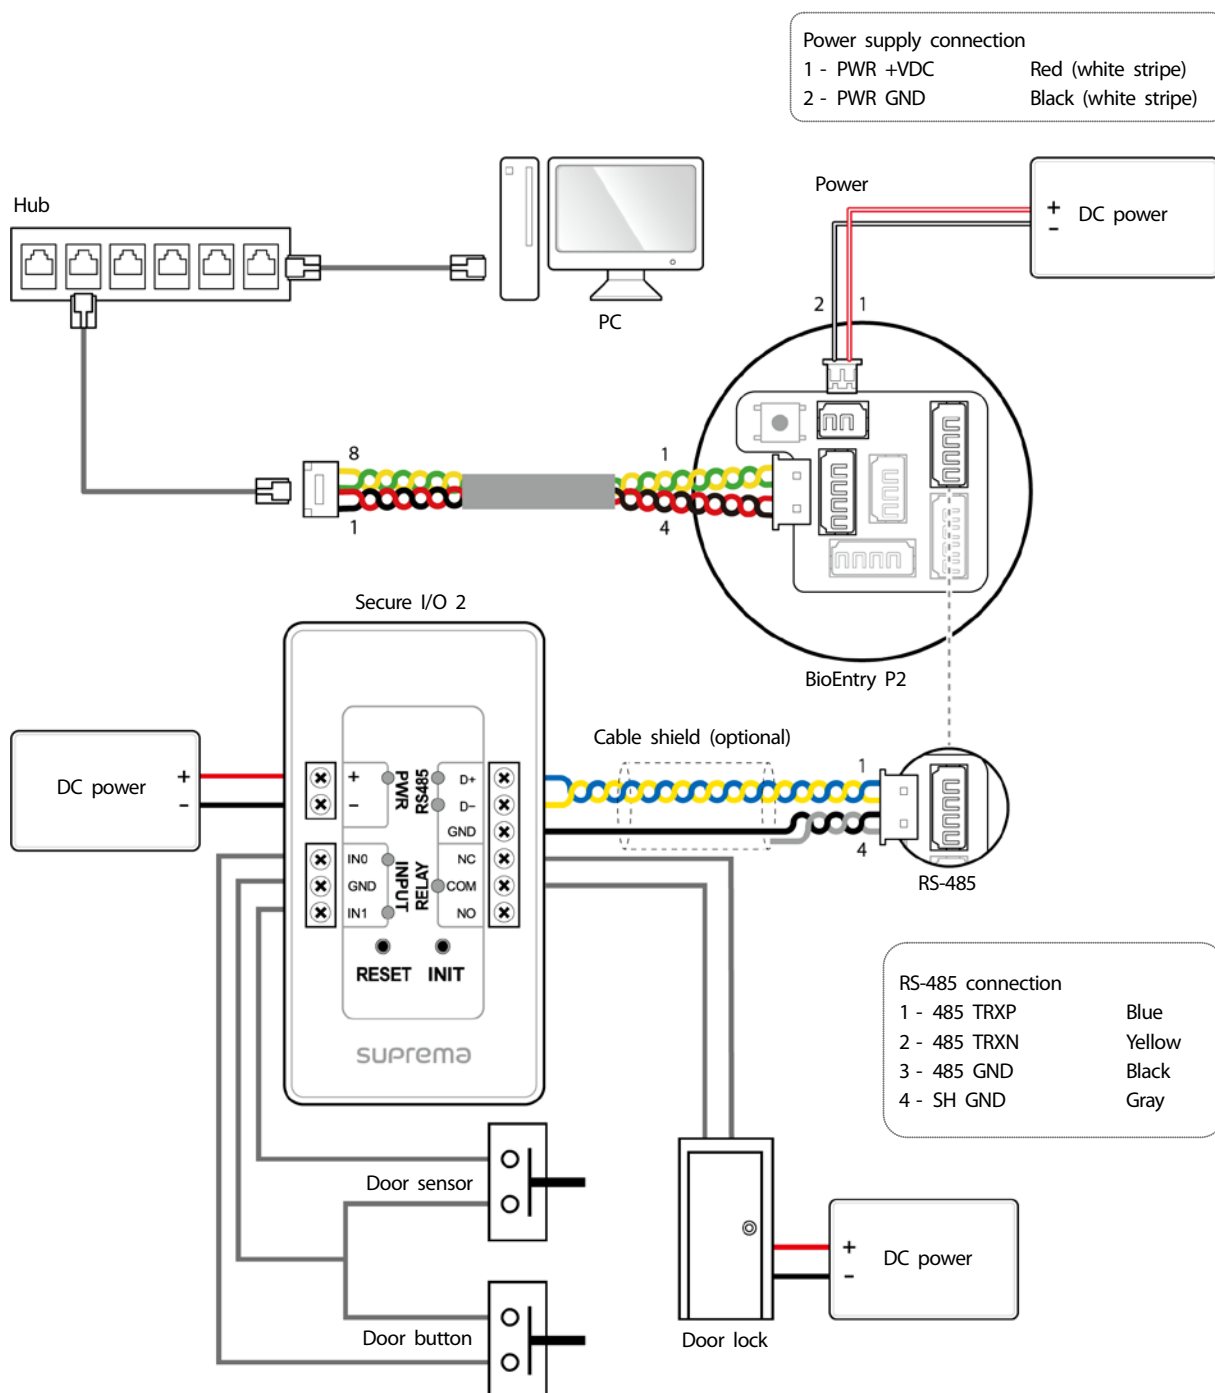 Power supply connection
1 - PWR +VDC Red (white stripe)
2 - PWR GND Black (white stripe)
Hub
PC
Power
+ DC power
-
2 1
8 1
1 4
BioEntry P2
Secure I/O 2
DC power +
-
+ PWR RS485 D+
- D-
GND
IN0 INPUT RELAY NC
GND COM
IN1 NO
RESET INIT
suprema
Cable shield (optional)
1
4
RS-485
RS-485 connection
1 - 485 TRXP Blue
2 - 485 TRXN Yellow
3 - 485 GND Black
4 - SH GND Gray
Door sensor
Door button
Door lock
+ DC power
-